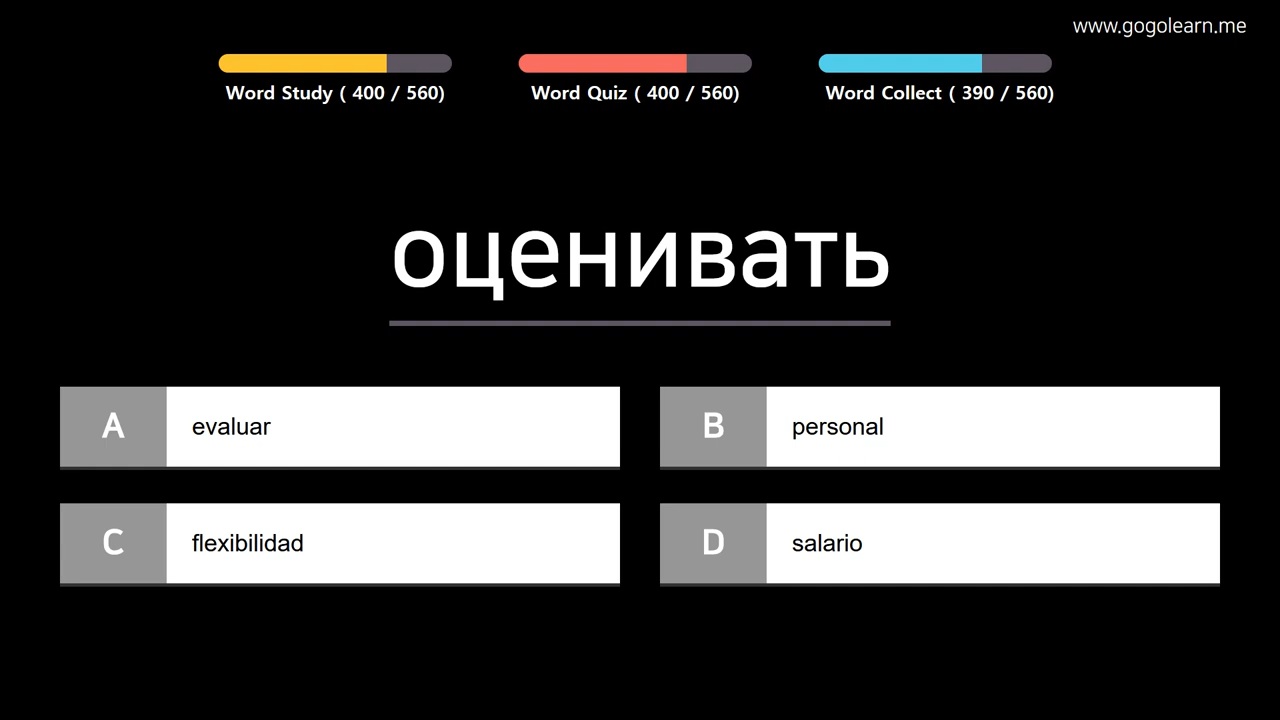 www.gogolearn.me
Word Study ( 400 / 560)
Word Quiz ( 400 / 560)
Word Collect ( 390 / 560)
оценивать
A evaluar
B personal
C flexibilidad
D salario